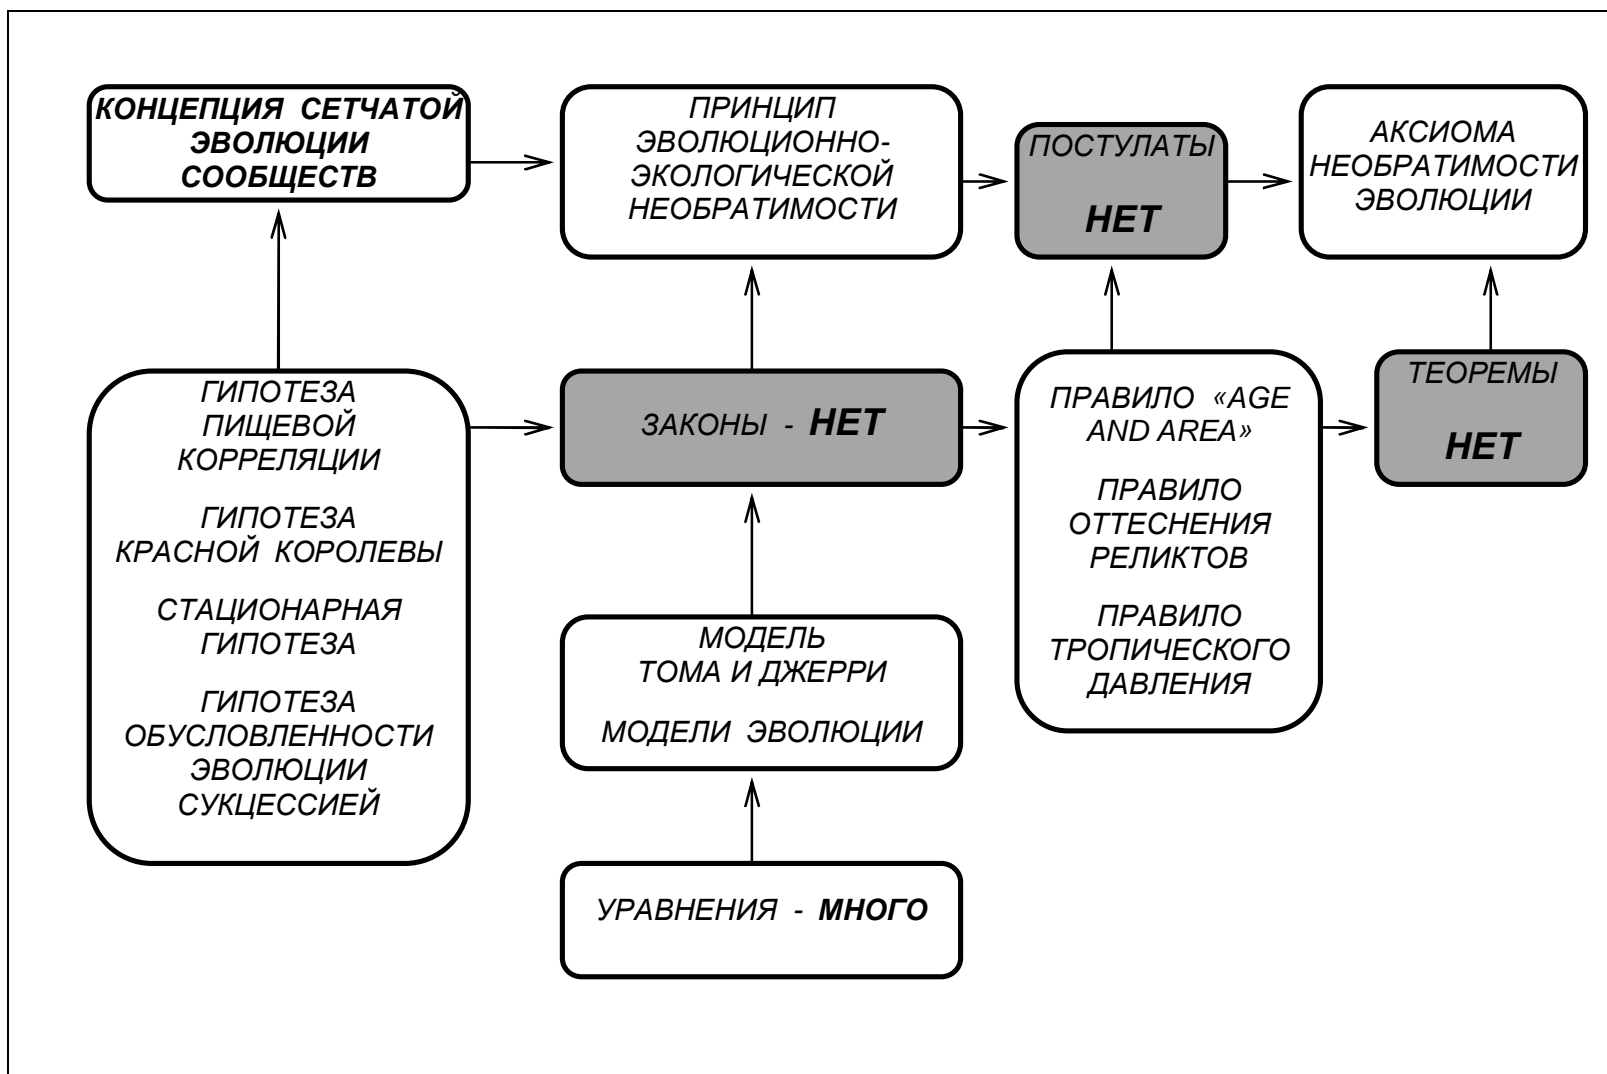 КОНЦЕПЦИЯ СЕТЧАТОЙ
ЭВОЛЮЦИИ
СООБЩЕСТВ
ПРИНЦИП
ЭВОЛЮЦИОННО-
ЭКОЛОГИЧЕСКОЙ
НЕОБРАТИМОСТИ
ПОСТУЛАТЫ
НЕТ
АКСИОМА
НЕОБРАТИМОСТИ
ЭВОЛЮЦИИ
ГИПОТЕЗА
ПИЩЕВОЙ
КОРРЕЛЯЦИИ
ГИПОТЕЗА
КРАСНОЙ КОРОЛЕВЫ
СТАЦИОНАРНАЯ
ГИПОТЕЗА
ГИПОТЕЗА
ОБУСЛОВЛЕННОСТИ
ЭВОЛЮЦИИ
СУКЦЕССИЕЙ
ЗАКОНЫ - НЕТ
ПРАВИЛО «AGE
AND AREA»
ПРАВИЛО
ОТТЕСНЕНИЯ
РЕЛИКТОВ
ПРАВИЛО
ТРОПИЧЕСКОГО
ДАВЛЕНИЯ
ТЕОРЕМЫ
НЕТ
МОДЕЛЬ
ТОМА И ДЖЕРРИ
МОДЕЛИ ЭВОЛЮЦИИ
УРАВНЕНИЯ - МНОГО